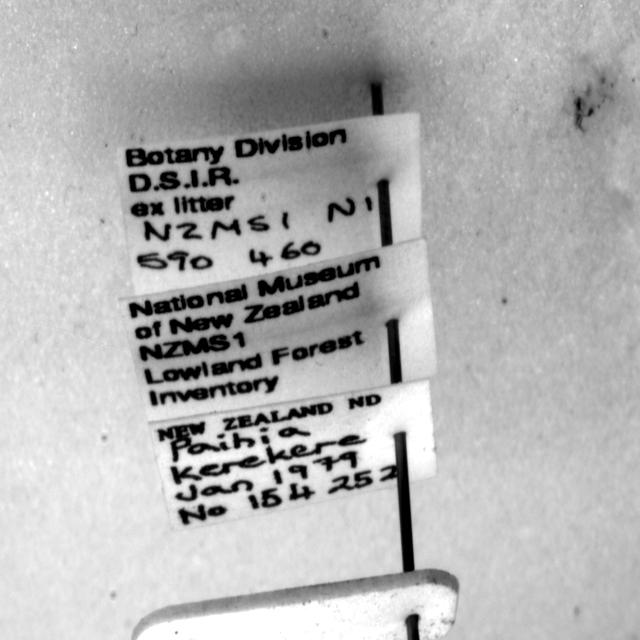 Botany Division
D.S.I.R.
ex litter
NZMS1 N1
590 460
National Museum
of New Zealand
NZMS1
Lowland Forest
Inventory
NEW ZEALAND ND
Paihia
Kerekere
Jan 1979
No 154 252